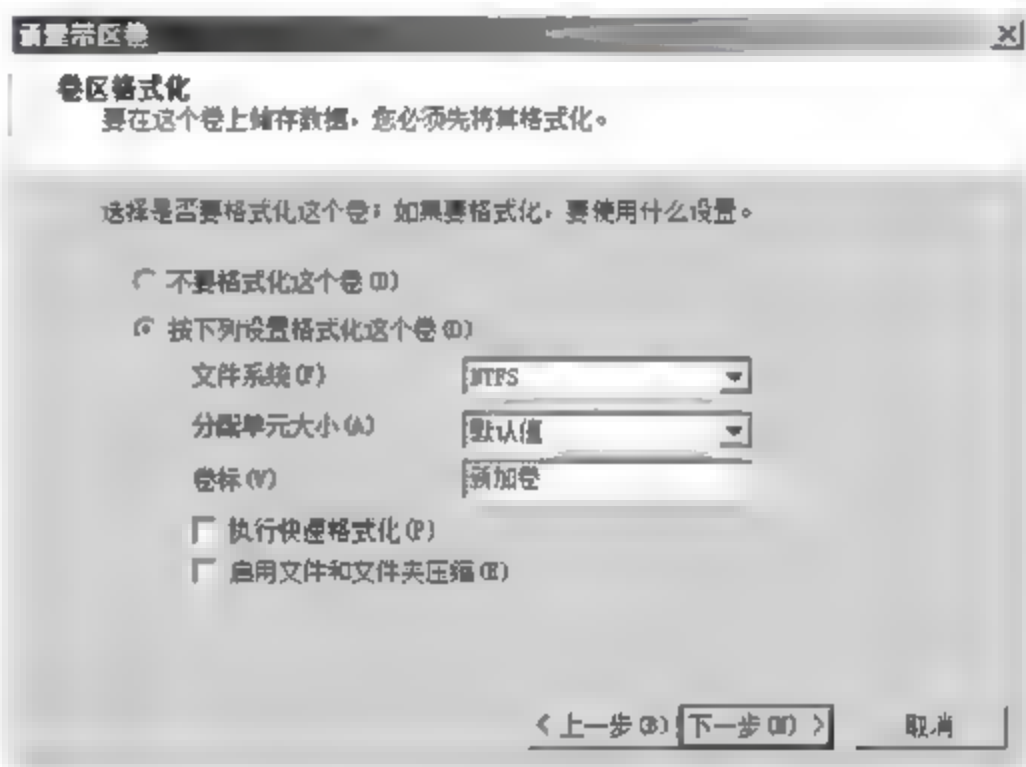 新建带区卷
卷区格式化
要在这个卷上储存数据，您必须先将其格式化。
选择是否要格式化这个卷；如果要格式化，要使用什么设置。
不要格式化这个卷(D)
按下列设置格式化这个卷(O)
文件系统(F) NTFS
分配单元大小(A) 默认值
卷标(V) 新加卷
执行快速格式化(P)
启用文件和文件夹压缩(E)
< 上一步(B) 下一步(N) > 取消